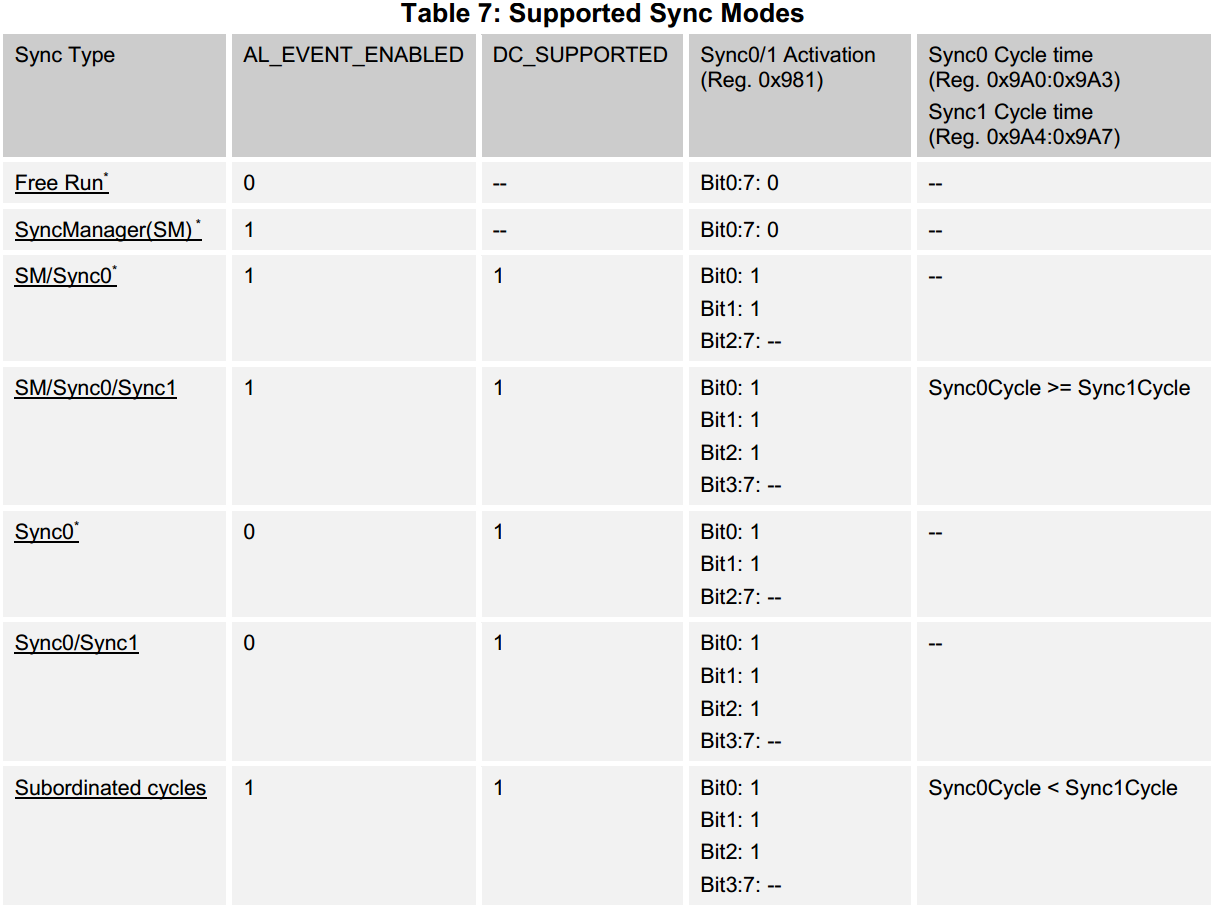 Table 7: Supported Sync Modes
Sync Type AL_EVENT_ENABLED DC_SUPPORTED Sync0/1 Activation (Reg. 0x981) Sync0 Cycle time (Reg. 0x9A0:0x9A3) Sync1 Cycle time (Reg. 0x9A4:0x9A7)
Free Run* 0 -- Bit0:7: 0 --
SyncManager(SM)* 1 -- Bit0:7: 0 --
SM/Sync0* 1 1 Bit0: 1 --
Bit1: 1
Bit2:7: --
SM/Sync0/Sync1 1 1 Bit0: 1 Sync0Cycle >= Sync1Cycle
Bit1: 1
Bit2: 1
Bit3:7: --
Sync0* 0 1 Bit0: 1 --
Bit1: 1
Bit2:7: --
Sync0/Sync1 0 1 Bit0: 1 --
Bit1: 1
Bit2: 1
Bit3:7: --
Subordinated cycles 1 1 Bit0: 1 Sync0Cycle < Sync1Cycle
Bit1: 1
Bit2: 1
Bit3:7: --